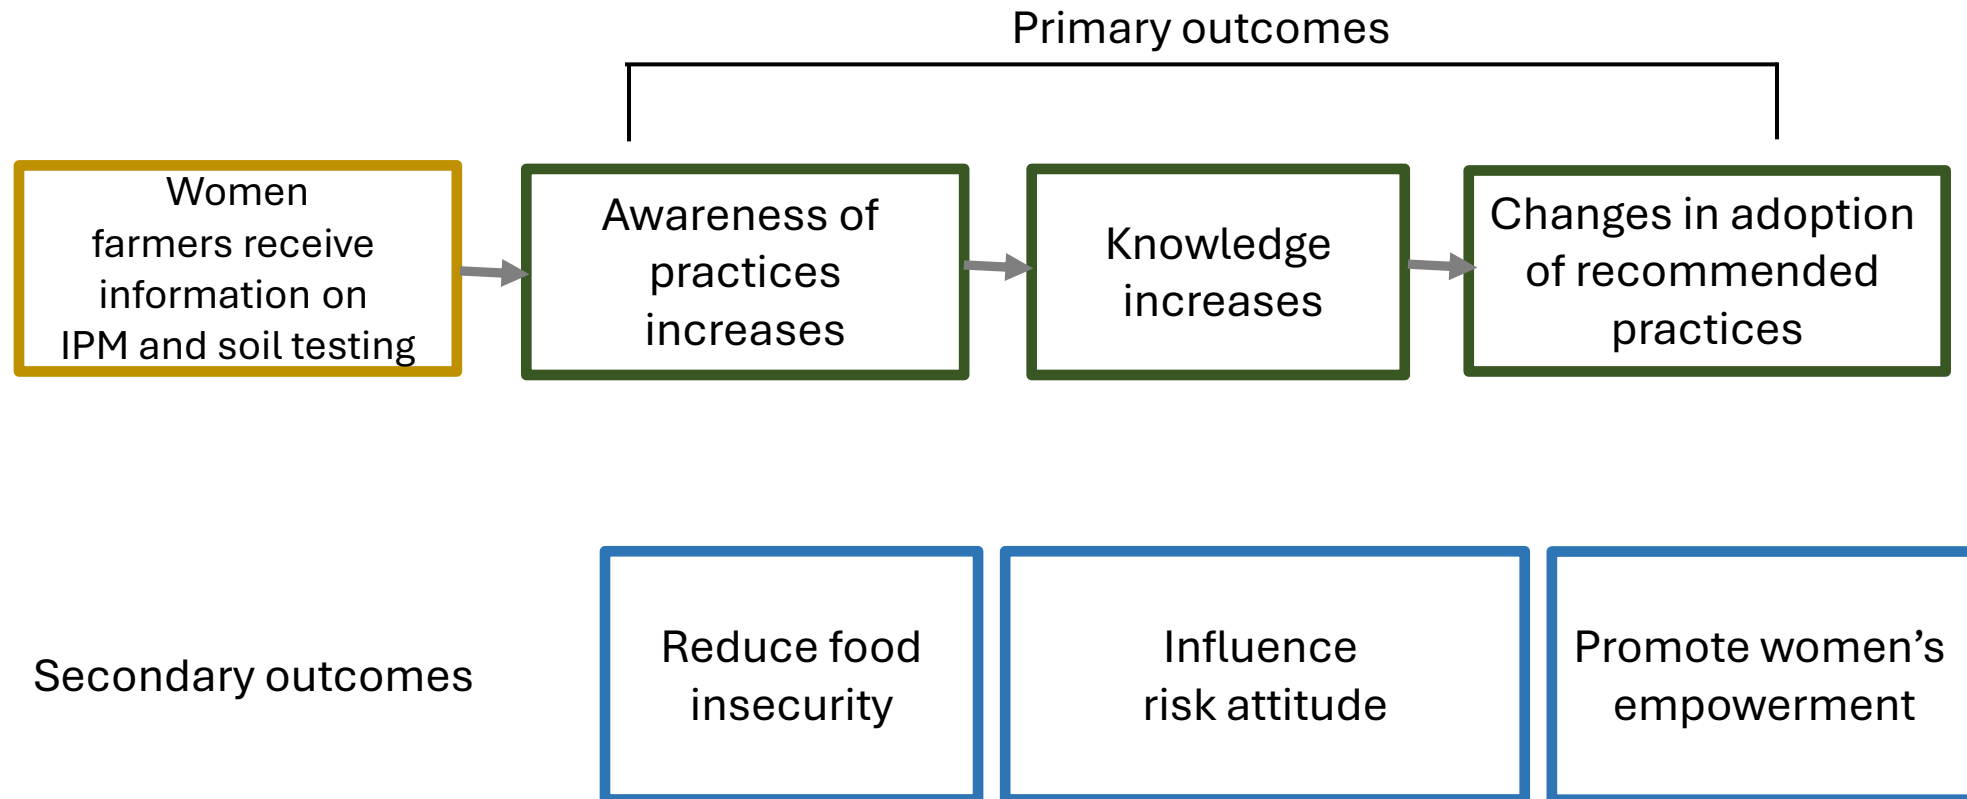 Primary outcomes
Women
farmers receive
information on
IPM and soil testing
Awareness of
practices
increases
Knowledge
increases
Changes in adoption
of recommended
practices
Secondary outcomes
Reduce food
insecurity
Influence
risk attitude
Promote women’s
empowerment